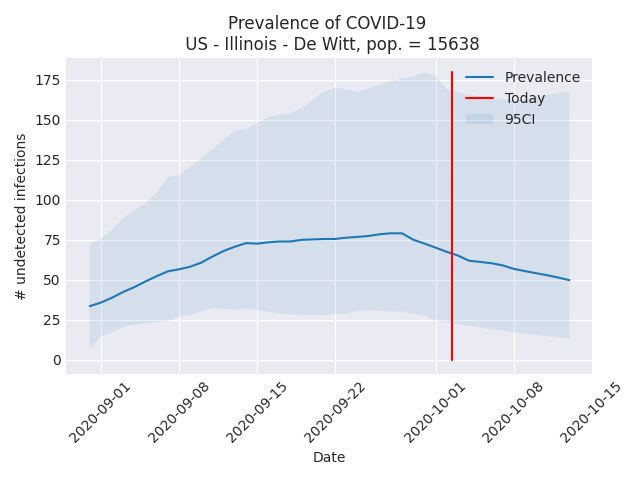 Prevalence of COVID-19
US - Illinois - De Witt, pop. = 15638
Prevalence
Today
95CI
# undetected infections
175
150
125
100
75
50
25
0
2020-09-01
2020-09-08
2020-09-15
2020-09-22
2020-10-01
2020-10-08
2020-10-15
Date